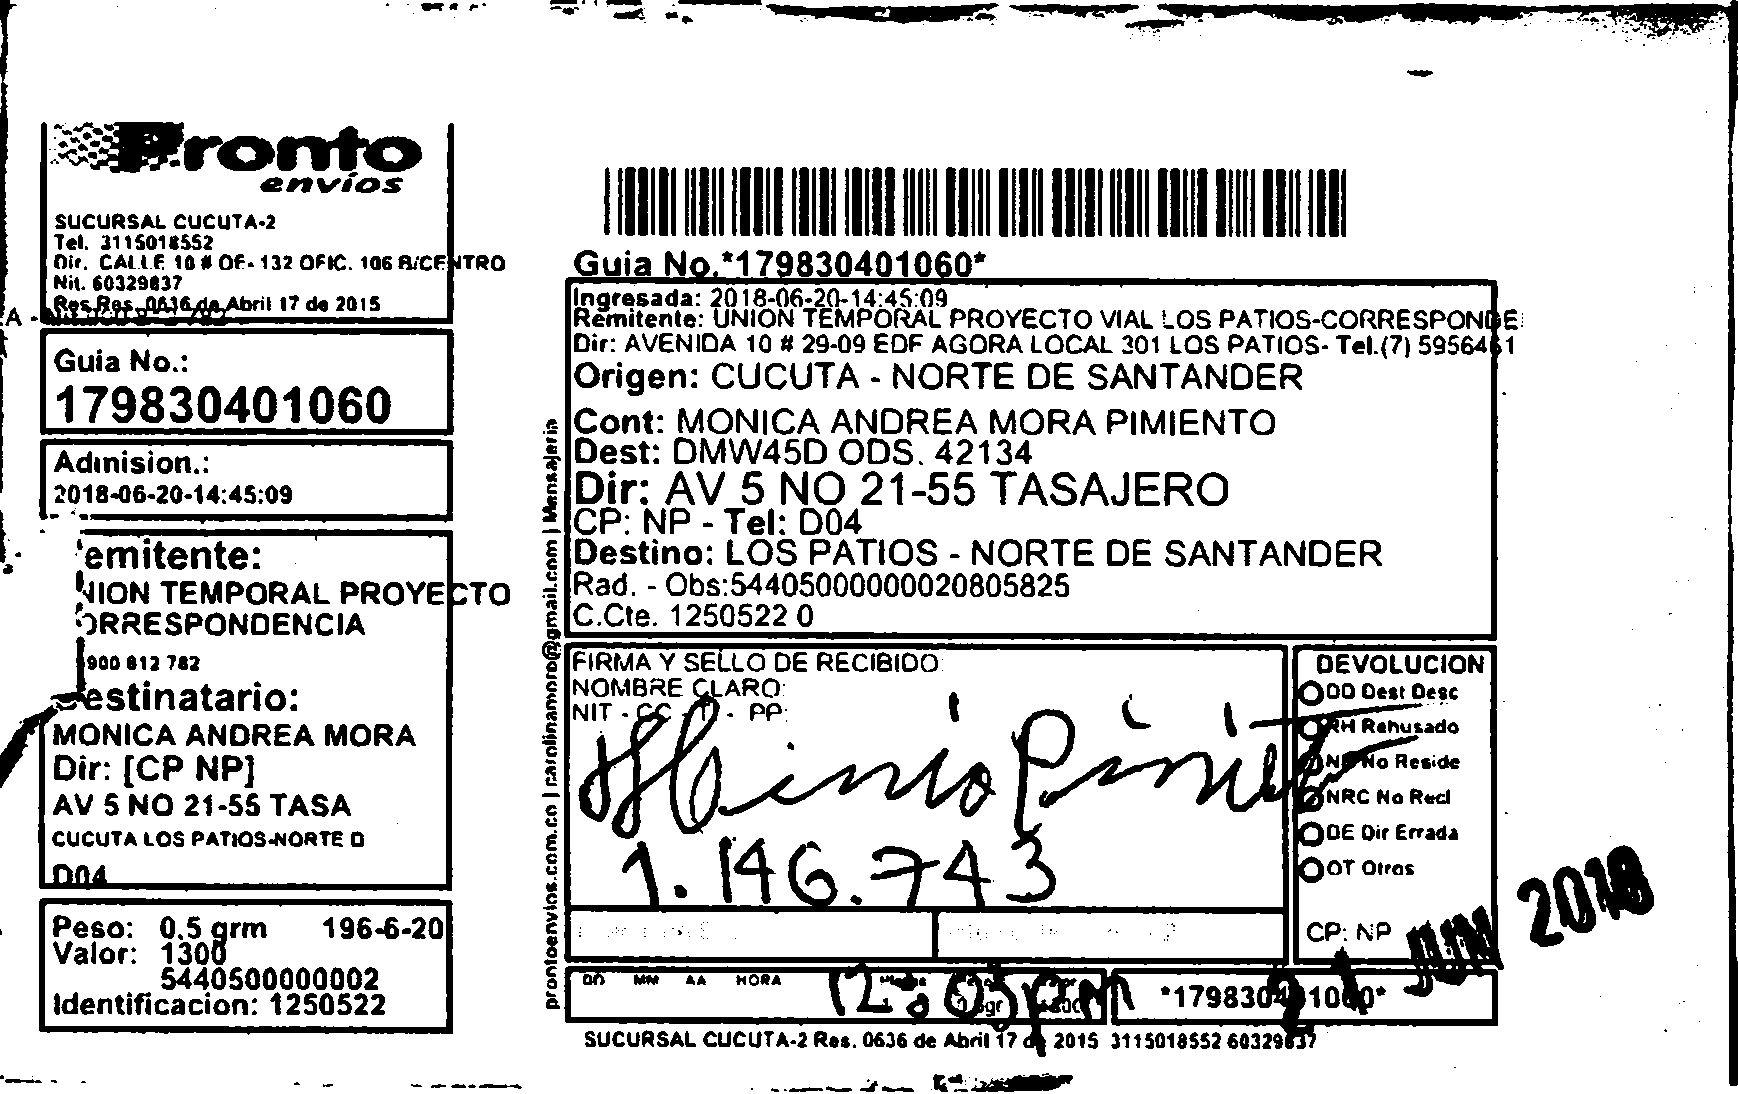 Pronto
envíos
SUCURSAL CUCUTA-2
Tel. 3115018552
Dir. CALLE 10 # OE- 132 OFIC. 106 B/CENTRO
Nit. 60329837
Res.Res. 0636 de Abril 17 de 2015
Guia No.:
179830401060
Admision.:
2018-06-20-14:45:09
emitente:
NION TEMPORAL PROYECTO
ORRESPONDENCIA
900 812 782
estinatario:
MONICA ANDREA MORA
Dir: [CP NP]
AV 5 NO 21-55 TASA
CUCUTA LOS PATIOS-NORTE D
D04
Peso: 0.5 grm 196-6-20
Valor: 1300
5440500000002
Identificacion: 1250522
prontoenvios.com.co | carolinamoro@gmail.com | Mensajeria
Guia No.*179830401060*
Ingresada: 2018-06-20-14:45:09
Remitente: UNION TEMPORAL PROYECTO VIAL LOS PATIOS-CORRESPONDE
Dir: AVENIDA 10 # 29-09 EDF AGORA LOCAL 301 LOS PATIOS- Tel.(7) 5956461
Origen: CUCUTA - NORTE DE SANTANDER
Cont: MONICA ANDREA MORA PIMIENTO
Dest: DMW45D ODS. 42134
Dir: AV 5 NO 21-55 TASAJERO
CP: NP - Tel: D04
Destino: LOS PATIOS - NORTE DE SANTANDER
Rad. - Obs:54405000000020805825
C.Cte. 1250522 0
FIRMA Y SELLO DE RECIBIDO:
NOMBRE CLARO:
NIT - CC - TI - PP:
1.146.743
DEVOLUCION
DD Dest Desc
RH Rehusado
NR No Reside
NRC No Recl
DE Dir Errada
OT Otros
CP: NP
DD MM AA HORA
12:03pm
*179830401060*
21 JUN 2018
SUCURSAL CUCUTA-2 Res. 0636 de Abril 17 de 2015 3115018552 60329837